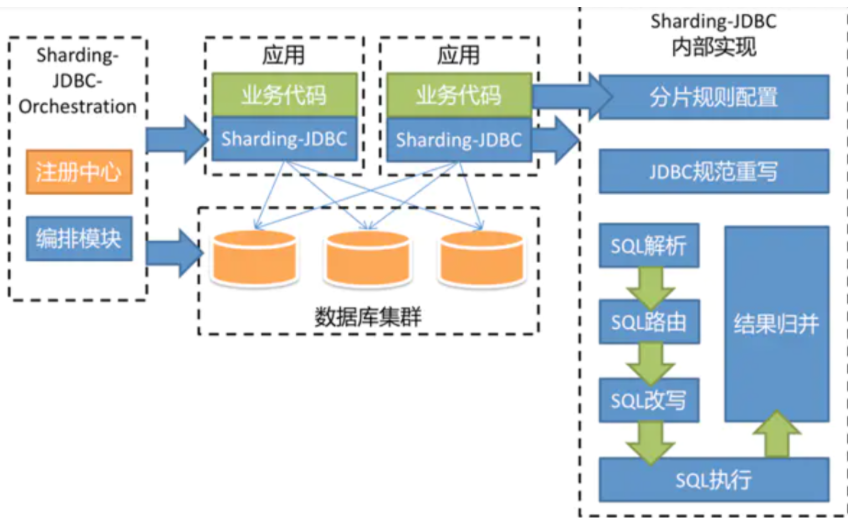 Sharding-
JDBC-
Orchestration
注册中心
编排模块
应用
业务代码
Sharding-JDBC
应用
业务代码
Sharding-JDBC
数据库集群
Sharding-JDBC
内部实现
分片规则配置
JDBC规范重写
SQL解析
SQL路由
SQL改写
结果归并
SQL执行